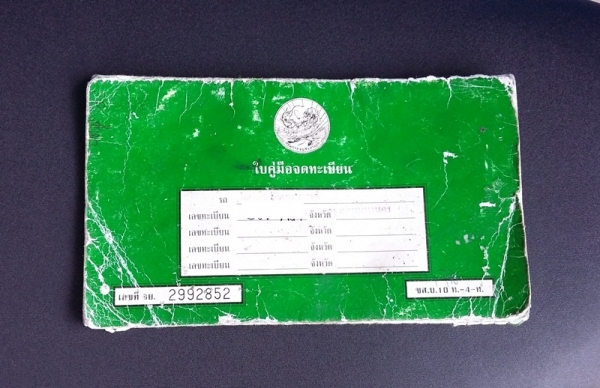 ใบคู่มือจดทะเบียน
รถ
เลขทะเบียน จังหวัด
เลขทะเบียน จังหวัด
เลขทะเบียน จังหวัด
เลขทะเบียน จังหวัด
เลขที่ รย. 2992852
ขส.บ.10 ท.-4-ห.